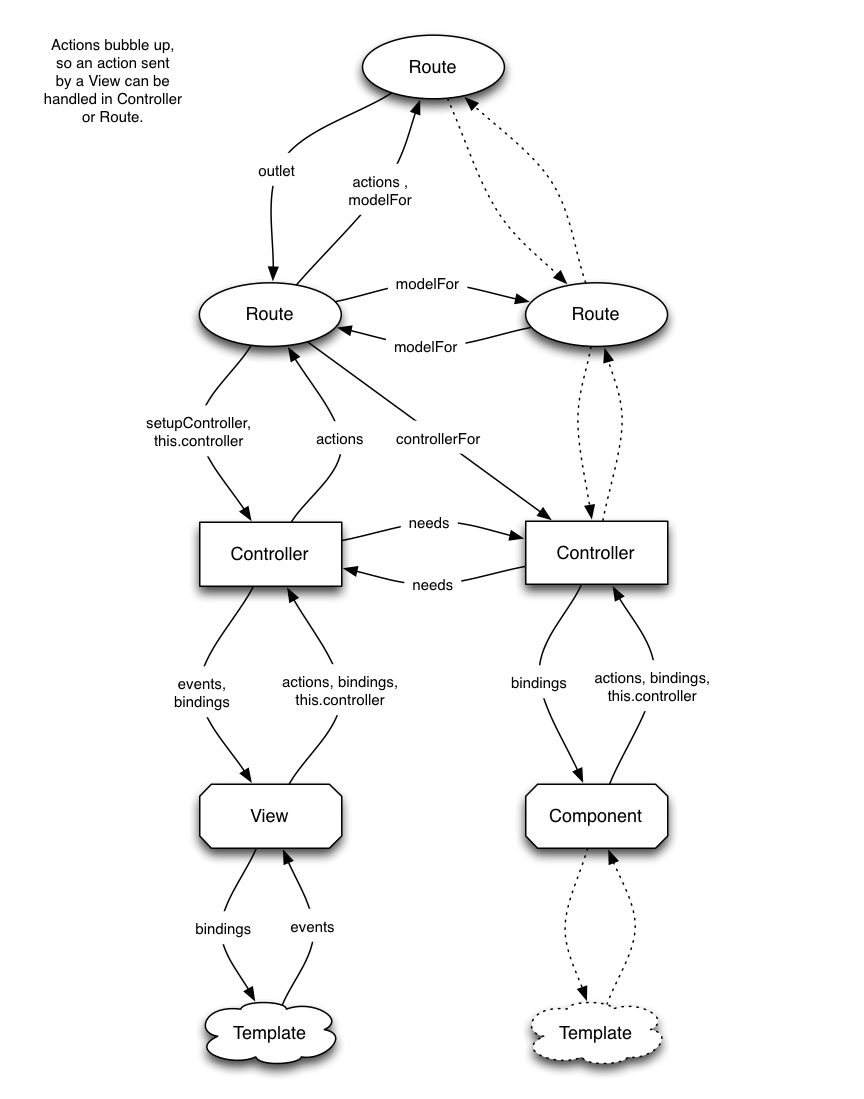 Actions bubble up,
so an action sent
by a View can be
handled in Controller
or Route.
Route
outlet
actions ,
modelFor
modelFor
Route
Route
modelFor
setupController,
this.controller
actions
controllerFor
needs
Controller
Controller
needs
events,
bindings
actions, bindings,
this.controller
bindings
actions, bindings,
this.controller
View
Component
bindings
events
Template
Template